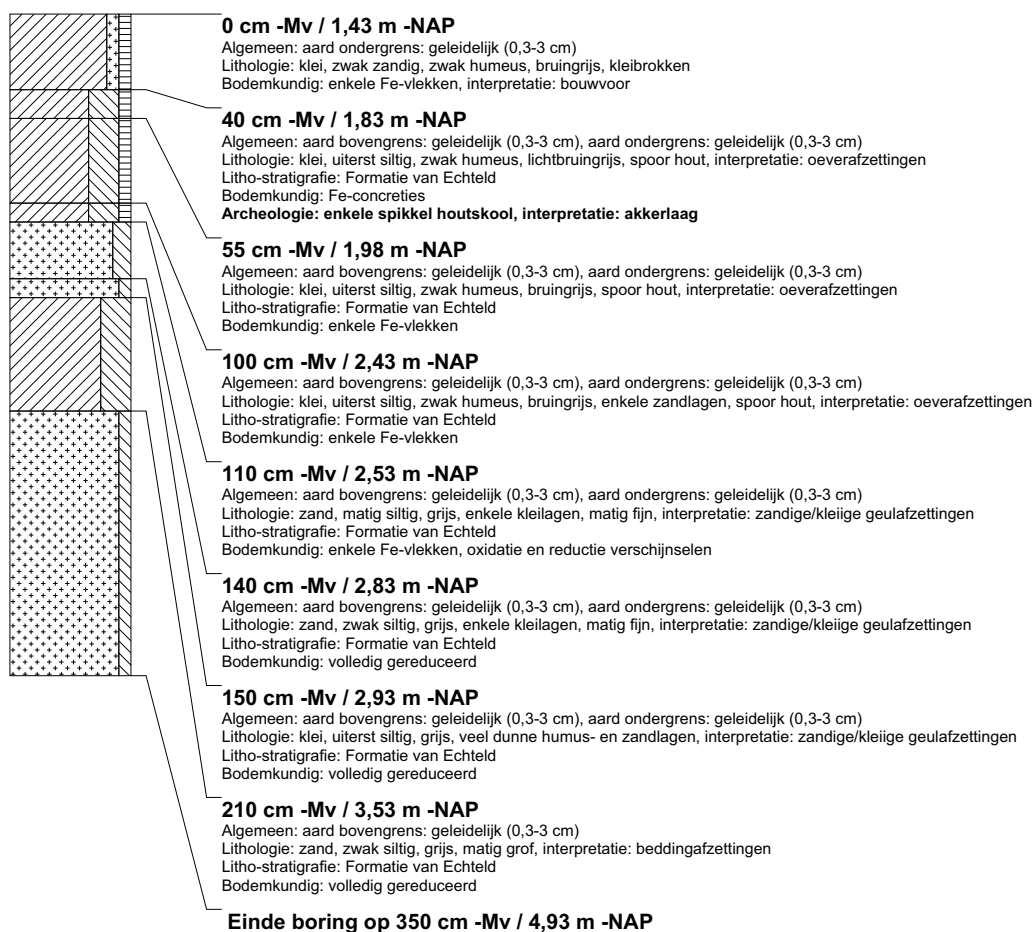 0 cm -Mv / 1,43 m -NAP
Algemeen: aard ondergrens: geleidelijk (0,3-3 cm)
Lithologie: klei, zwak zandig, zwak humeus, bruingrijs, kleibrokken
Bodemkundig: enkele Fe-vlekken, interpretatie: bouwvoor
40 cm -Mv / 1,83 m -NAP
Algemeen: aard bovengrens: geleidelijk (0,3-3 cm), aard ondergrens: geleidelijk (0,3-3 cm)
Lithologie: klei, uiterst siltig, zwak humeus, lichtbruingrijs, spoor hout, interpretatie: oeverafzettingen
Litho-stratigrafie: Formatie van Echteld
Bodemkundig: Fe-concreties
Archeologie: enkele spikkel houtskool, interpretatie: akkerlaag
55 cm -Mv / 1,98 m -NAP
Algemeen: aard bovengrens: geleidelijk (0,3-3 cm), aard ondergrens: geleidelijk (0,3-3 cm)
Lithologie: klei, uiterst siltig, zwak humeus, bruingrijs, spoor hout, interpretatie: oeverafzettingen
Litho-stratigrafie: Formatie van Echteld
Bodemkundig: enkele Fe-vlekken
100 cm -Mv / 2,43 m -NAP
Algemeen: aard bovengrens: geleidelijk (0,3-3 cm), aard ondergrens: geleidelijk (0,3-3 cm)
Lithologie: klei, uiterst siltig, zwak humeus, bruingrijs, enkele zandlagen, spoor hout, interpretatie: oeverafzettingen
Litho-stratigrafie: Formatie van Echteld
Bodemkundig: enkele Fe-vlekken
110 cm -Mv / 2,53 m -NAP
Algemeen: aard bovengrens: geleidelijk (0,3-3 cm), aard ondergrens: geleidelijk (0,3-3 cm)
Lithologie: zand, matig siltig, grijs, enkele kleilagen, matig fijn, interpretatie: zandige/kleiige geulafzettingen
Litho-stratigrafie: Formatie van Echteld
Bodemkundig: enkele Fe-vlekken, oxidatie en reductie verschijnselen
140 cm -Mv / 2,83 m -NAP
Algemeen: aard bovengrens: geleidelijk (0,3-3 cm), aard ondergrens: geleidelijk (0,3-3 cm)
Lithologie: zand, zwak siltig, grijs, enkele kleilagen, matig fijn, interpretatie: zandige/kleiige geulafzettingen
Litho-stratigrafie: Formatie van Echteld
Bodemkundig: volledig gereduceerd
150 cm -Mv / 2,93 m -NAP
Algemeen: aard bovengrens: geleidelijk (0,3-3 cm), aard ondergrens: geleidelijk (0,3-3 cm)
Lithologie: klei, uiterst siltig, grijs, veel dunne humus- en zandlagen, interpretatie: zandige/kleiige geulafzettingen
Litho-stratigrafie: Formatie van Echteld
Bodemkundig: volledig gereduceerd
210 cm -Mv / 3,53 m -NAP
Algemeen: aard bovengrens: geleidelijk (0,3-3 cm)
Lithologie: zand, zwak siltig, grijs, matig grof, interpretatie: beddingafzettingen
Litho-stratigrafie: Formatie van Echteld
Bodemkundig: volledig gereduceerd
Einde boring op 350 cm -Mv / 4,93 m -NAP